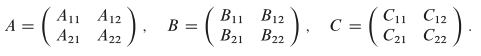 A = ( A11 A12 ) , B = ( B11 B12 ) , C = ( C11 C12 ) .
A21 A22 B21 B22 C21 C22